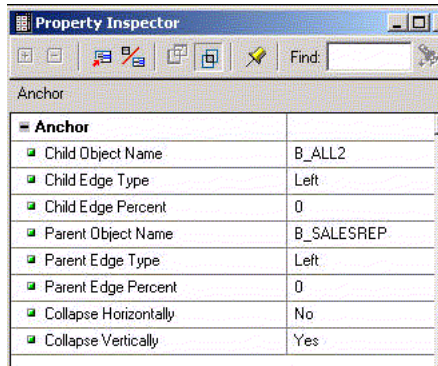 Property Inspector
Find:
Anchor
Anchor
Child Object Name B_ALL2
Child Edge Type Left
Child Edge Percent 0
Parent Object Name B_SALESREP
Parent Edge Type Left
Parent Edge Percent 0
Collapse Horizontally No
Collapse Vertically Yes